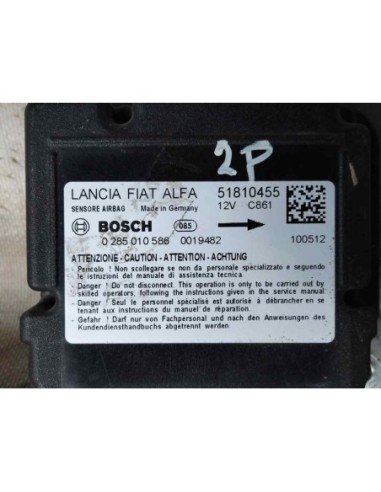 2P
LANCIA FIAT ALFA 51810455
SENSORE AIRBAG Made in Germany 12V C861
BOSCH 065
0 285 010 586 0019482 100512
ATTENZIONE - CAUTION - ATTENTION - ACHTUNG
- Pericolo ! Non scollegare se non da personale specializzato e seguendo
le istruzioni del manuale di assistenza
- Danger ! Do not disconnect. This operation is only to be carried out by
skilled operators, following the instructions given in the service manual
- Danger ! Seul le personnel spécialisé est autorisé à débrancher en se
tenant aux instructions du manuel de réparation.
- Gefahr ! Darf nur von Fachpersonal und nach den Anweisungen des
Kundendiensthandbuchs abgetrennt werden